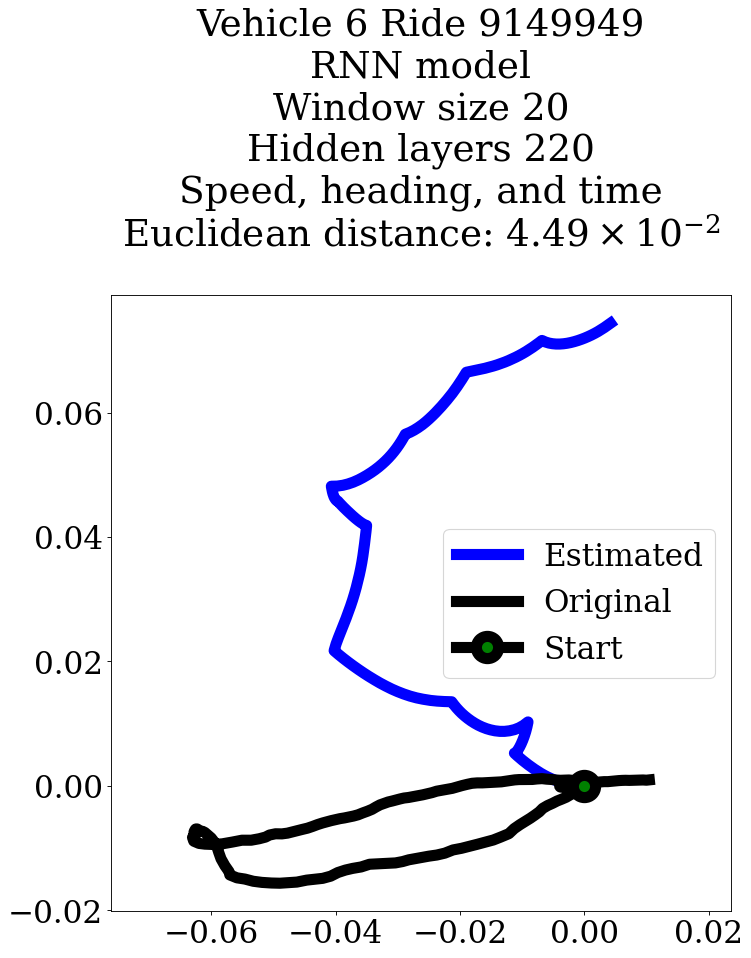 Vehicle 6 Ride 9149949
RNN model
Window size 20
Hidden layers 220
Speed, heading, and time
Euclidean distance: 4.49 × 10⁻²
0.06
0.04
0.02
0.00
−0.02
Estimated
Original
Start
−0.06 −0.04 −0.02 0.00 0.02